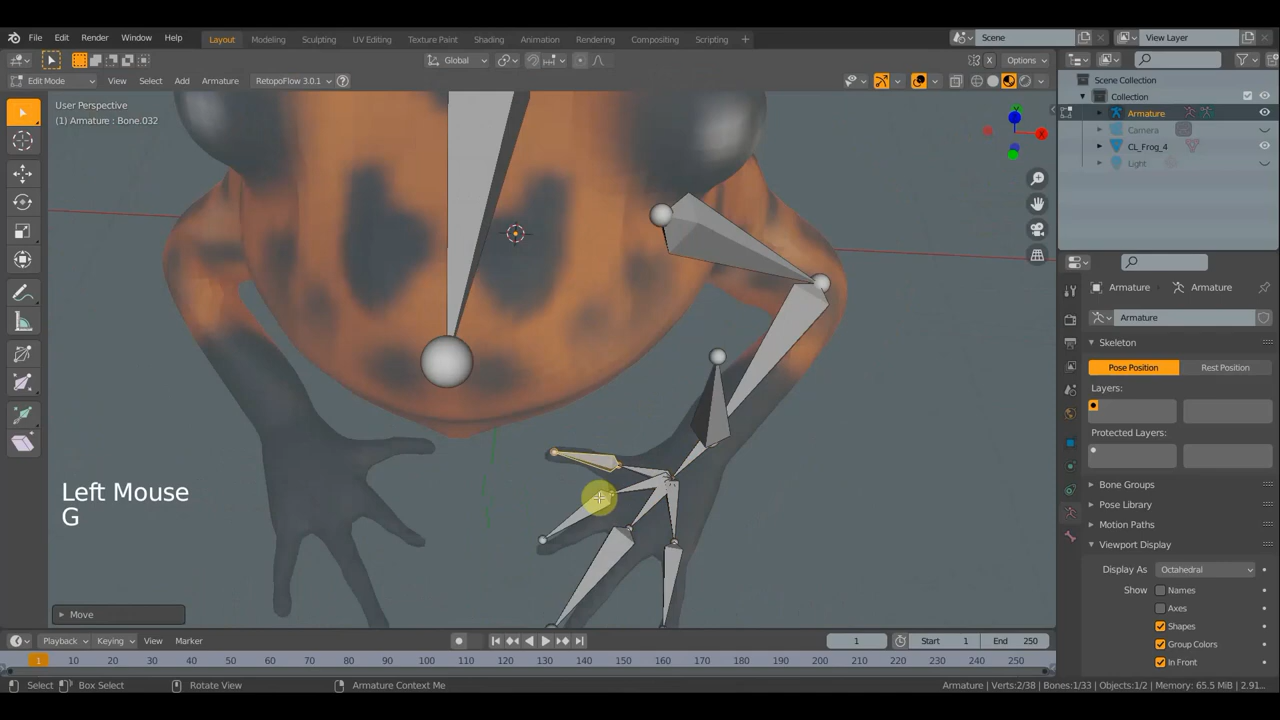 File Edit Render Window Help Layout Modeling Sculpting UV Editing Texture Paint Shading Animation Rendering Compositing Scripting + Scene View Layer
Global Options
Edit Mode View Select Add Armature RetopoFlow 3.0.1 X
User Perspective
(1) Armature : Bone.032
Scene Collection
Collection
Armature
Camera
CL_Frog_4
Light
Armature Armature
Armature
Skeleton
Pose Position Rest Position
Layers:
Protected Layers:
Bone Groups
Pose Library
Motion Paths
Viewport Display
Display As Octahedral
Show Names
Axes
Shapes
Group Colors
In Front
Left Mouse
G
Move
Playback Keying View Marker 1 Start 1 End 250
1 10 20 30 40 50 60 70 80 90 100 110 120 130 140 150 160 170 180 190 200 210 220 230 240 250
Select Box Select Rotate View Armature Context Me Armature | Verts:2/38 | Bones:1/33 | Objects:1/2 | Memory: 65.5 MiB | 2.91...